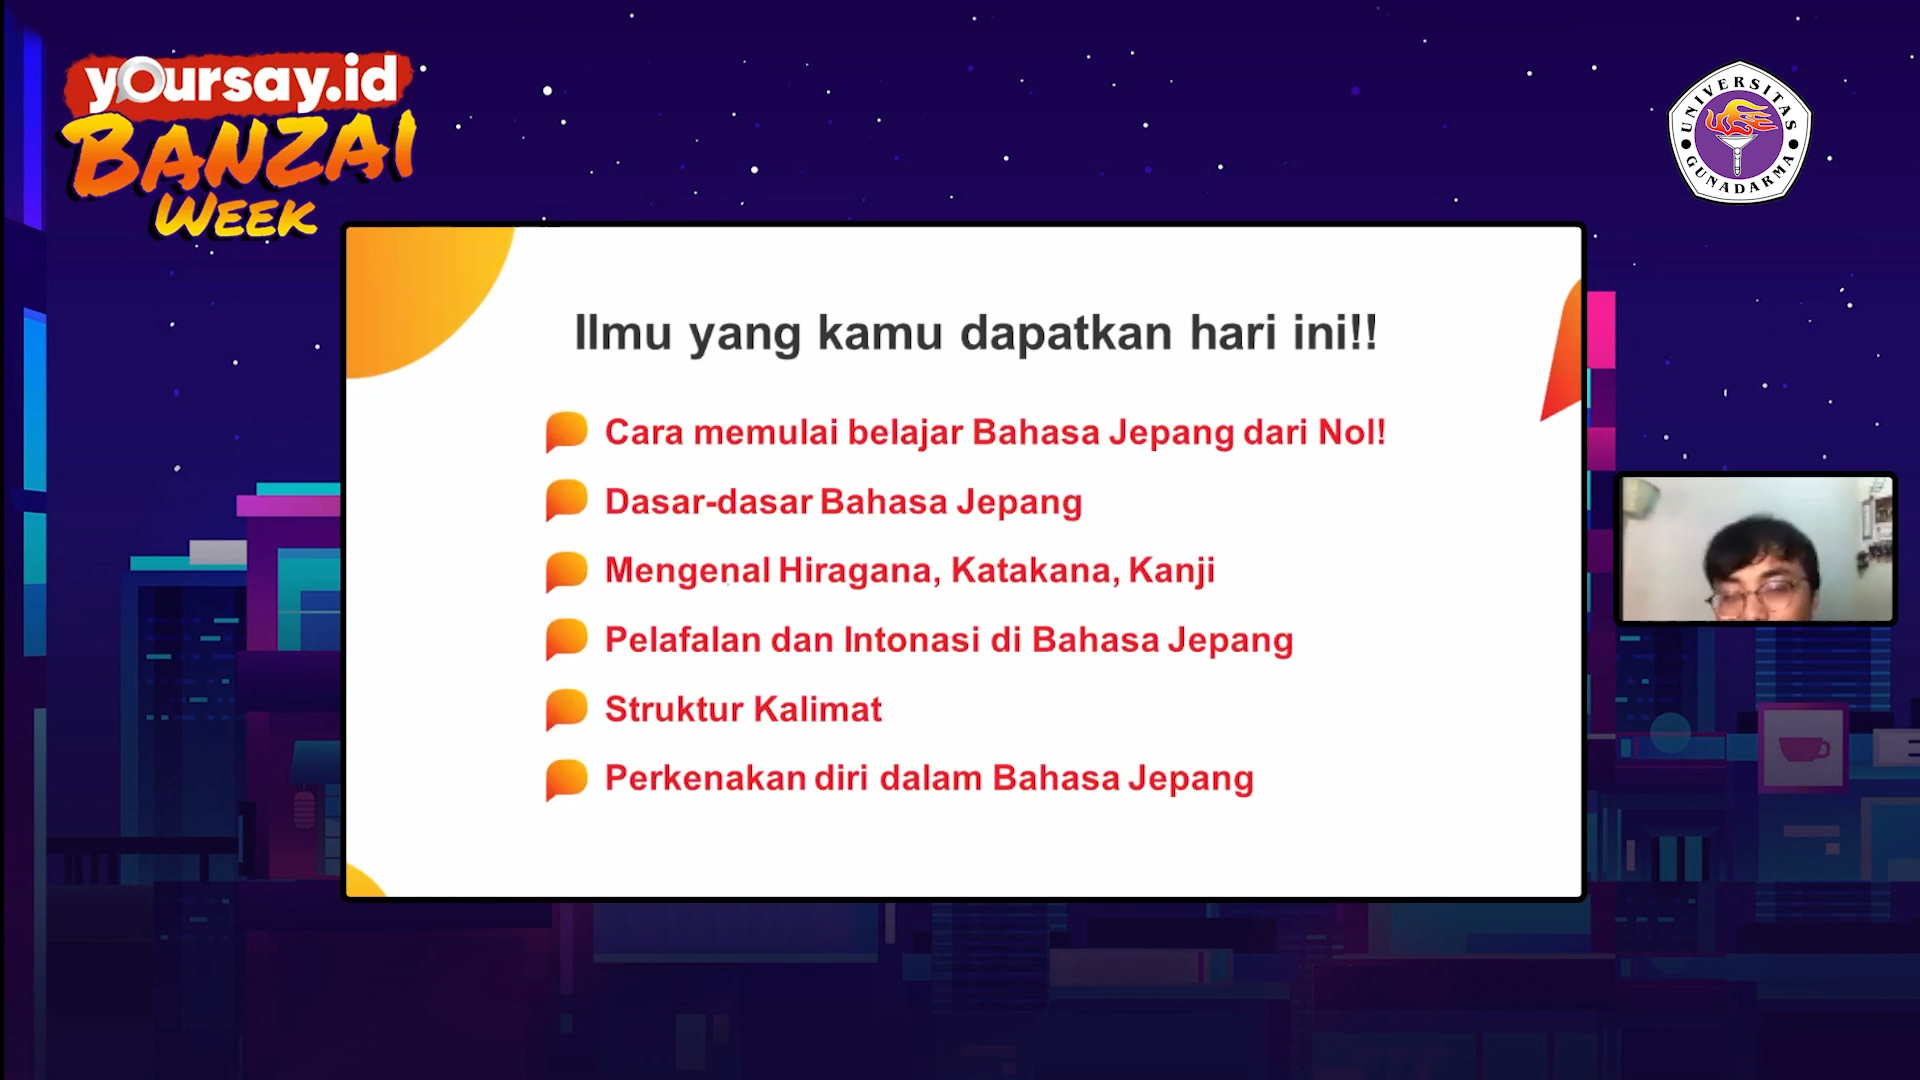 yoursay.id
BANZAI
WEEK
UNIVERSITAS
GUNADARMA
Ilmu yang kamu dapatkan hari ini!!
Cara memulai belajar Bahasa Jepang dari Nol!
Dasar-dasar Bahasa Jepang
Mengenal Hiragana, Katakana, Kanji
Pelafalan dan Intonasi di Bahasa Jepang
Struktur Kalimat
Perkenakan diri dalam Bahasa Jepang